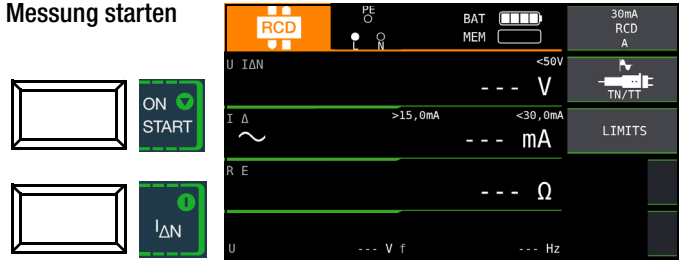 Messung starten
ON
START
I
IΔN
RCD
PE
L N
BAT
MEM
30mA
RCD
A
U IΔN <50V
--- V
TN/TT
I Δ >15,0mA <30,0mA
--- mA
LIMITS
R E
--- Ω
U --- V f --- Hz